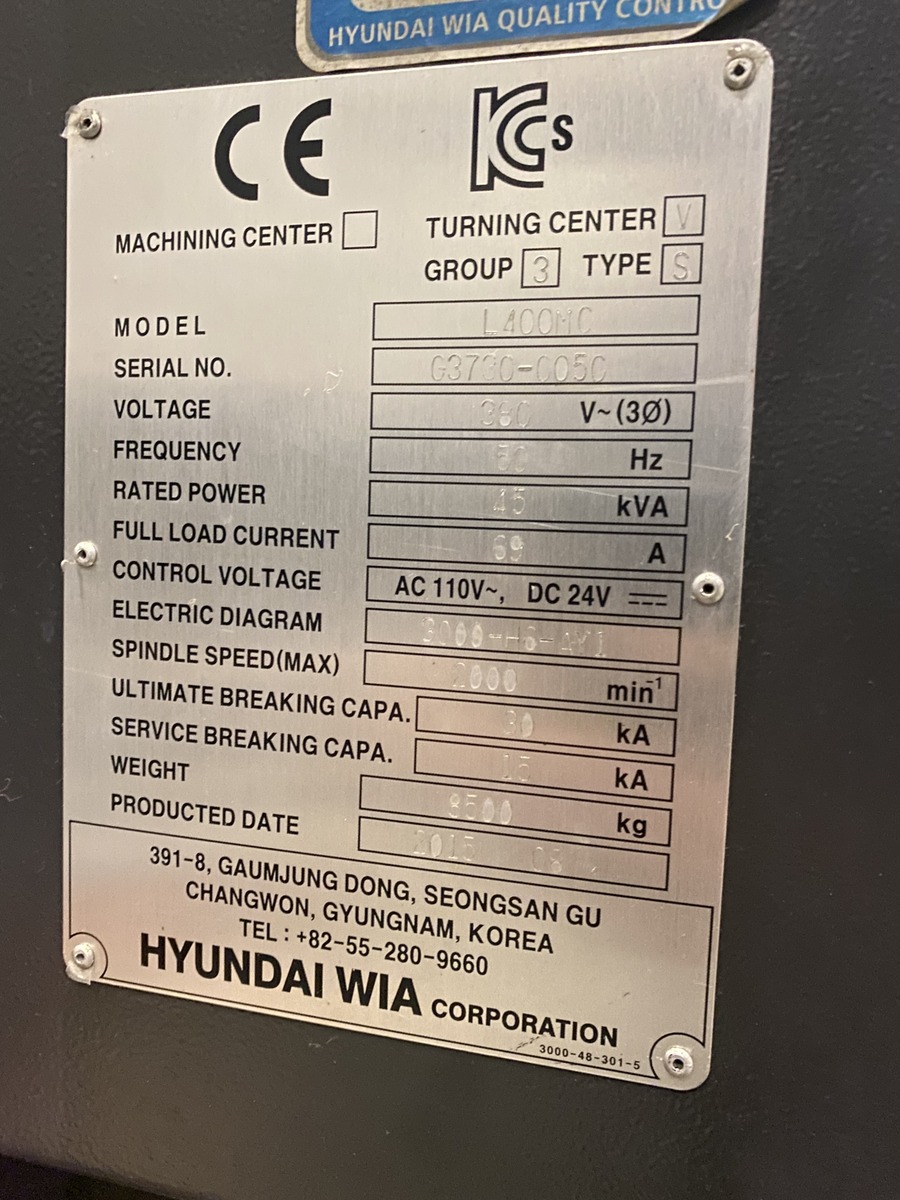 HYUNDAI WIA QUALITY CONTRO
CE KCs
MACHINING CENTER TURNING CENTER V
GROUP 3 TYPE S
MODEL L400MC
SERIAL NO.
VOLTAGE 380 V~(3Ø)
FREQUENCY 50 Hz
RATED POWER 45 kVA
FULL LOAD CURRENT 69 A
CONTROL VOLTAGE AC 110V~, DC 24V
ELECTRIC DIAGRAM
SPINDLE SPEED(MAX) 2000 min⁻¹
ULTIMATE BREAKING CAPA. 30 kA
SERVICE BREAKING CAPA. 15 kA
WEIGHT kg
PRODUCTED DATE 2015
391-8, GAUMJUNG DONG, SEONGSAN GU
CHANGWON, GYUNGNAM, KOREA
TEL : +82-55-280-9660
HYUNDAI WIA CORPORATION
3000-48-301-5